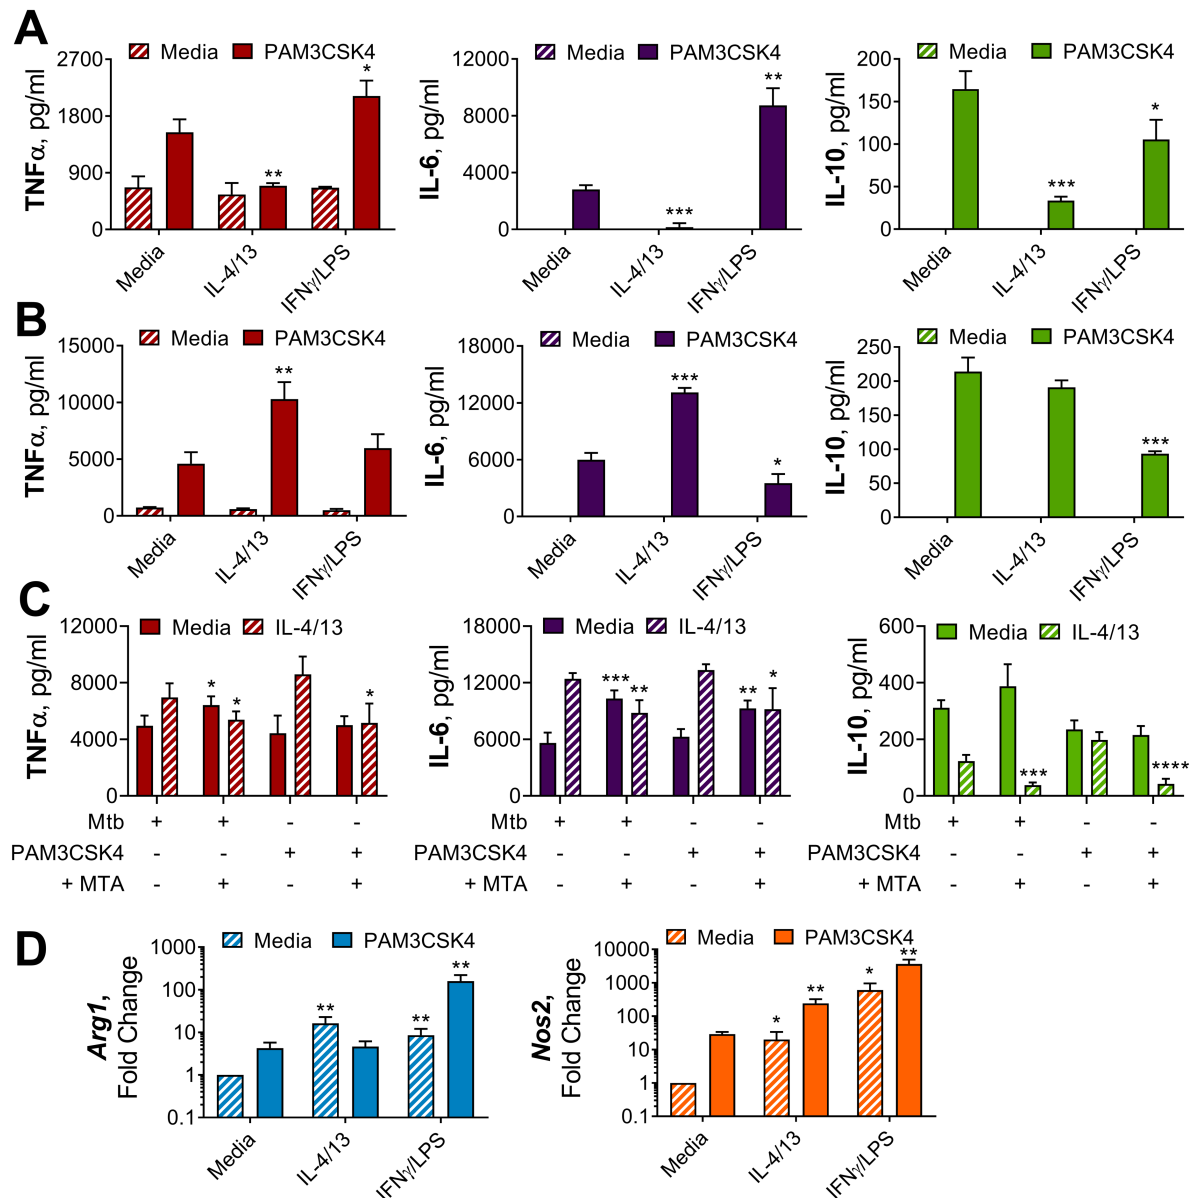 A
Media PAM3CSK4
TNFα, pg/ml
2700
1800
900
0
*
**
Media
IL-4/13
IFNγ/LPS
Media PAM3CSK4
IL-6, pg/ml
12000
8000
4000
0
**
***
Media
IL-4/13
IFNγ/LPS
Media PAM3CSK4
IL-10, pg/ml
200
150
100
50
0
*
***
Media
IL-4/13
IFNγ/LPS
B
Media PAM3CSK4
TNFα, pg/ml
15000
10000
5000
0
**
Media
IL-4/13
IFNγ/LPS
Media PAM3CSK4
IL-6, pg/ml
18000
12000
6000
0
***
*
Media
IL-4/13
IFNγ/LPS
Media PAM3CSK4
IL-10, pg/ml
250
200
150
100
50
0
***
Media
IL-4/13
IFNγ/LPS
C
Media IL-4/13
TNFα, pg/ml
12000
8000
4000
0
* * *
Media IL-4/13
IL-6, pg/ml
18000
12000
6000
0
*** ** ** *
Media IL-4/13
IL-10, pg/ml
600
400
200
0
*** ****
Mtb + + - -
PAM3CSK4 - - + +
+ MTA - + - +
Mtb + + - -
PAM3CSK4 - - + +
+ MTA - + - +
Mtb + + - -
PAM3CSK4 - - + +
+ MTA - + - +
D
Media PAM3CSK4
Arg1,
Fold Change
1000
100
10
1
0.1
** ** **
Media
IL-4/13
IFNγ/LPS
Media PAM3CSK4
Nos2,
Fold Change
10000
1000
100
10
1
0.1
* ** * **
Media
IL-4/13
IFNγ/LPS